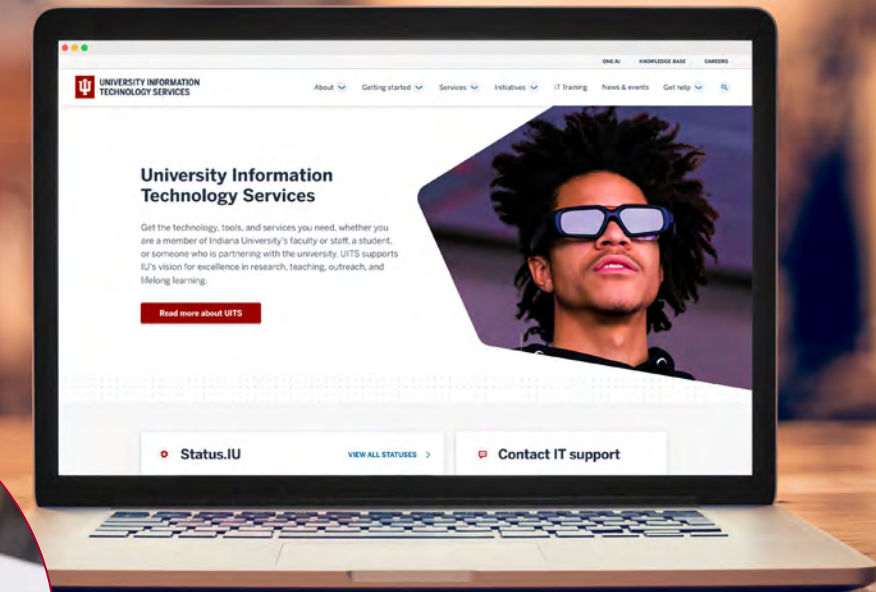 ONE.IU KNOWLEDGE BASE CAREERS
UNIVERSITY INFORMATION
TECHNOLOGY SERVICES
About Getting started Services Initiatives IT Training News & events Get help
University Information
Technology Services
Get the technology, tools, and services you need, whether you
are a member of Indiana University's faculty or staff, a student,
or someone who is partnering with the university. UITS supports
IU's vision for excellence in research, teaching, outreach, and
lifelong learning.
Read more about UITS
Status.IU VIEW ALL STATUSES
Contact IT support